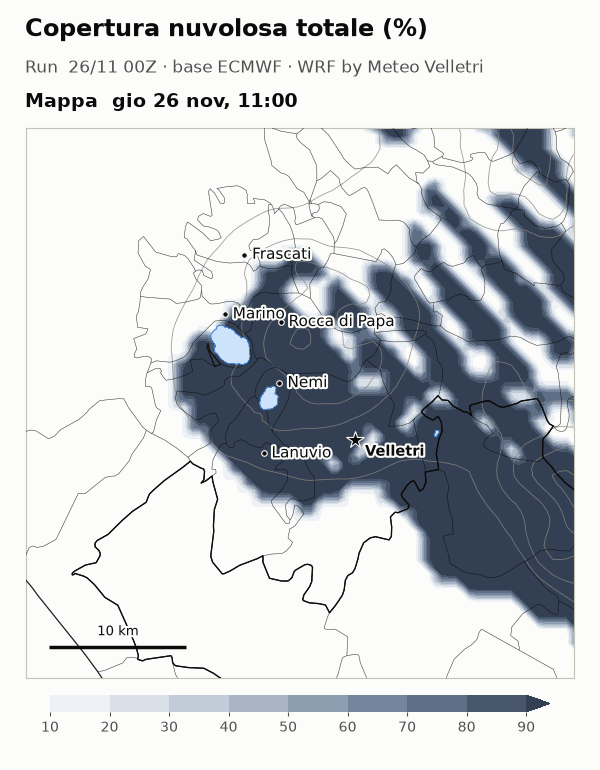 Copertura nuvolosa totale (%)
Run  26/11 00Z · base ECMWF · WRF by Meteo Velletri
Mappa  gio 26 nov, 11:00
Frascati
Marino
Rocca di Papa
Nemi
Velletri
Lanuvio
10 km
10 20 30 40 50 60 70 80 90